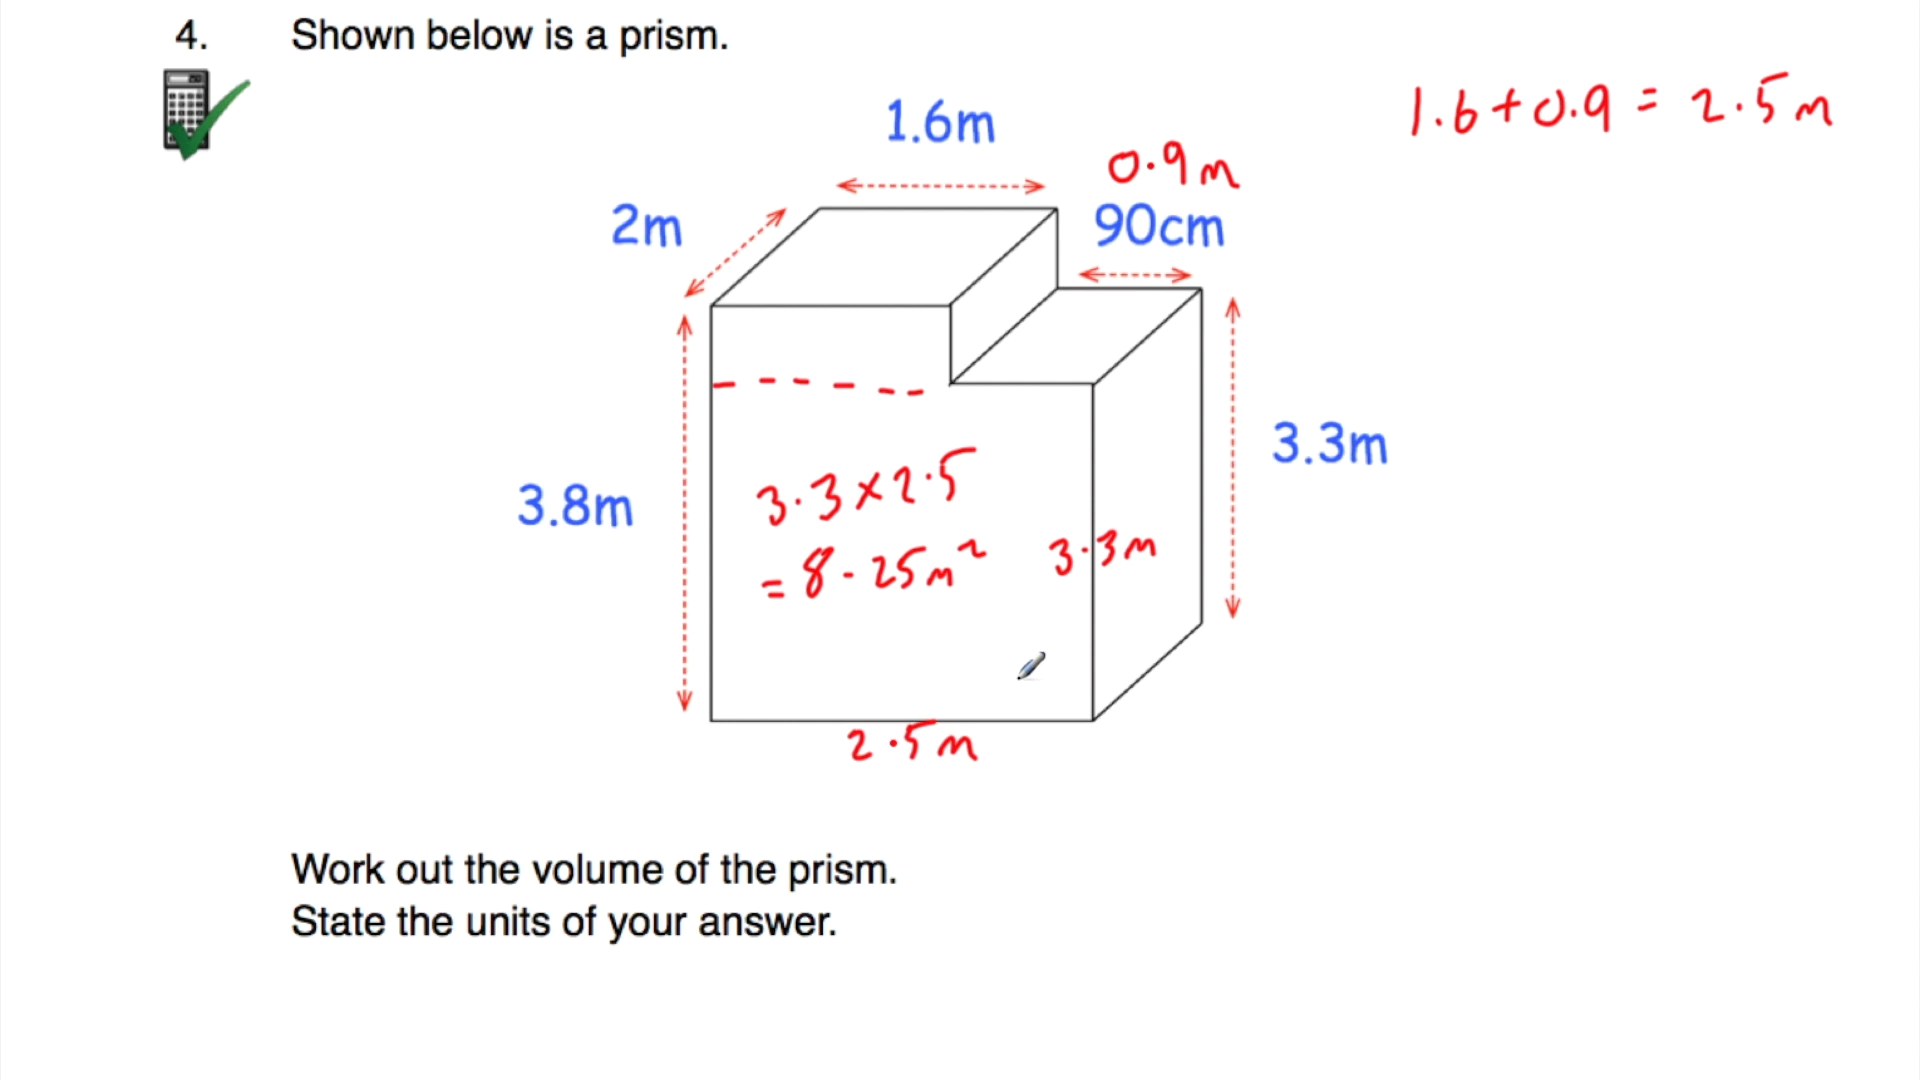 4. Shown below is a prism.
1.6m
1.6+0.9 = 2.5m
0.9m
2m
90cm
3.3m
3.8m
3.3×2.5
= 8.25m²
3.3m
2.5m
Work out the volume of the prism.
State the units of your answer.